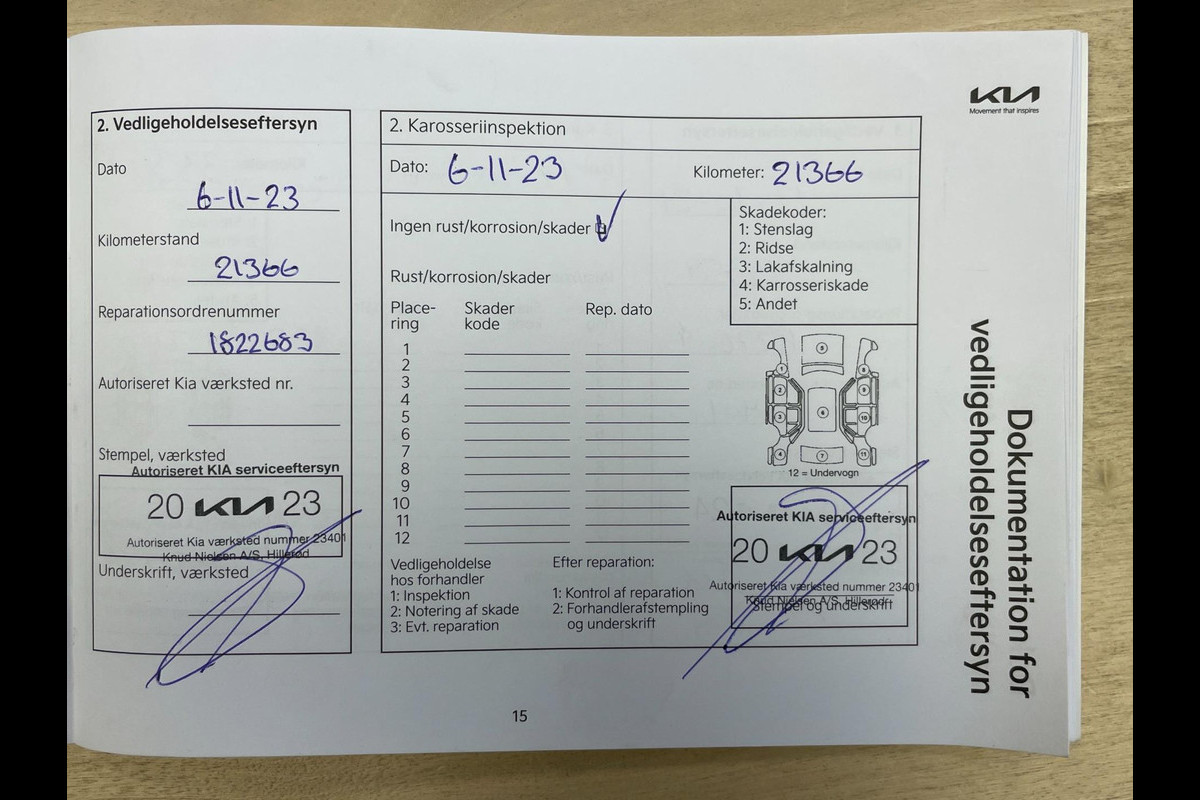 KIA
Movement that inspires
Dokumentation for
vedligeholdelseseftersyn
2. Vedligeholdelseseftersyn
Dato
6-11-23
Kilometerstand
21366
Reparationsordrenummer
1822683
Autoriseret Kia værksted nr.
Stempel, værksted
Autoriseret KIA serviceeftersyn
20 KIA 23
Autoriseret Kia værksted nummer 23401
Knud Nielsen A/S, Hillerød
Underskrift, værksted
2. Karosseriinspektion
Dato: 6-11-23
Kilometer: 21366
Ingen rust/korrosion/skader
Skadekoder:
1: Stenslag
2: Ridse
3: Lakafskalning
4: Karrosseriskade
5: Andet
Rust/korrosion/skader
Place-
ring
Skader
kode
Rep. dato
1
2
3
4
5
6
7
8
9
10
11
12
12 = Undervogn
Vedligeholdelse
hos forhandler
1: Inspektion
2: Notering af skade
3: Evt. reparation
Efter reparation:
1: Kontrol af reparation
2: Forhandlerafstempling
og underskrift
Autoriseret KIA serviceeftersyn
20 KIA 23
Autoriseret Kia værksted nummer 23401
Knud Nielsen A/S, Hillerød
Stempel og underskrift
15